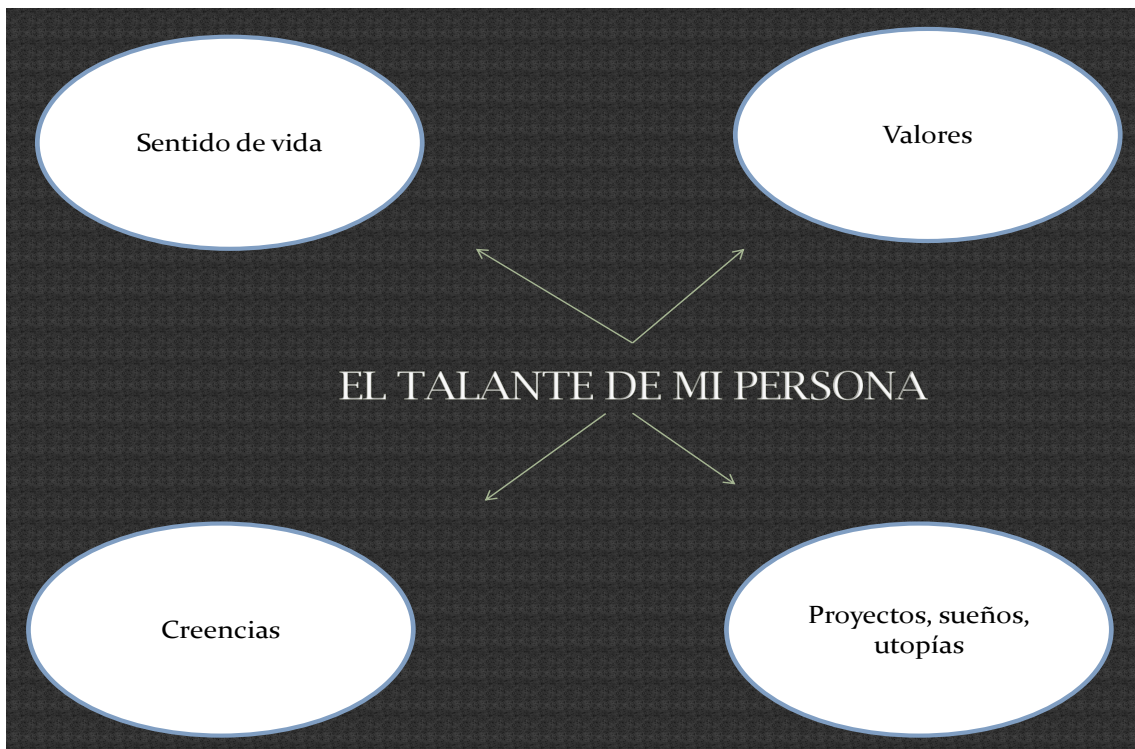 Sentido de vida
Valores
EL TALANTE DE MI PERSONA
Creencias
Proyectos, sueños,
utopías